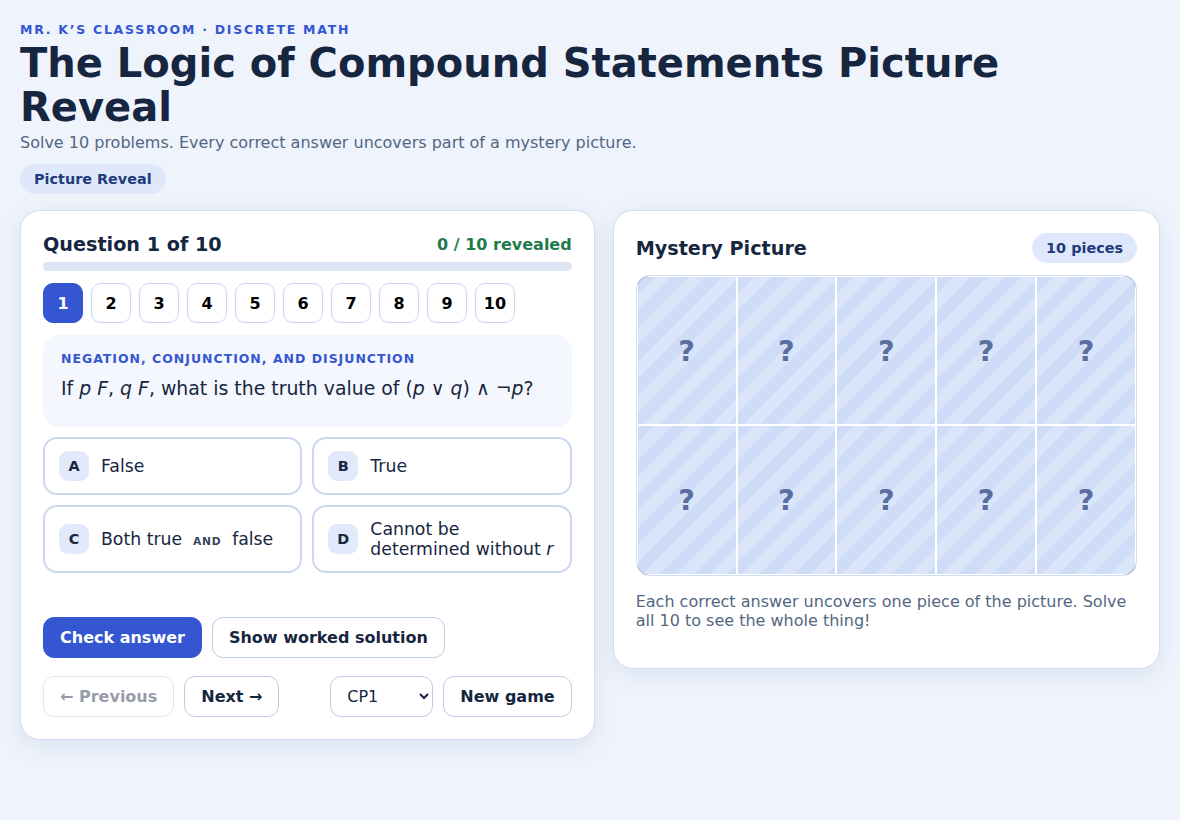 MR. K’S CLASSROOM · DISCRETE MATH
The Logic of Compound Statements Picture
Reveal
Solve 10 problems. Every correct answer uncovers part of a mystery picture.
Picture Reveal
Question 1 of 10
0 / 10 revealed
1 2 3 4 5 6 7 8 9 10
NEGATION, CONJUNCTION, AND DISJUNCTION
If p F, q F, what is the truth value of (p ∨ q) ∧ ¬p?
A False
B True
C Both true AND false
D Cannot be
determined without r
Check answer
Show worked solution
← Previous
Next →
CP1
New game
Mystery Picture
10 pieces
? ? ? ? ?
? ? ? ? ?
Each correct answer uncovers one piece of the picture. Solve
all 10 to see the whole thing!